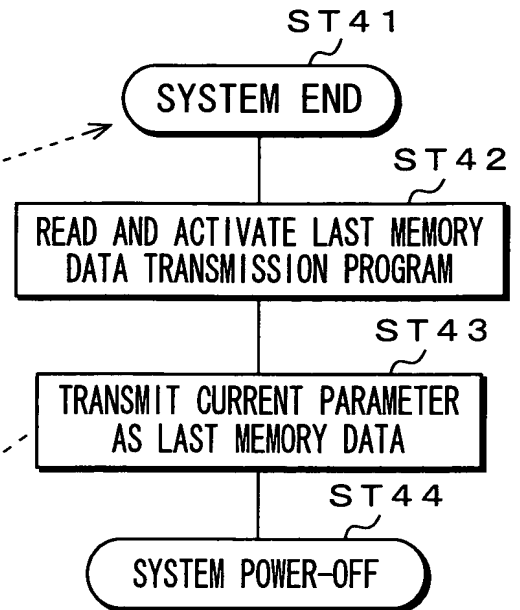 ST41
SYSTEM END
ST42
READ AND ACTIVATE LAST MEMORY
DATA TRANSMISSION PROGRAM
ST43
TRANSMIT CURRENT PARAMETER
AS LAST MEMORY DATA
ST44
SYSTEM POWER-OFF